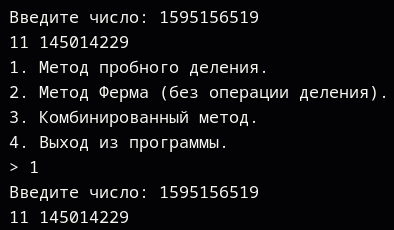 Введите число: 1595156519
11 145014229
1. Метод пробного деления.
2. Метод Ферма (без операции деления).
3. Комбинированный метод.
4. Выход из программы.
> 1
Введите число: 1595156519
11 145014229